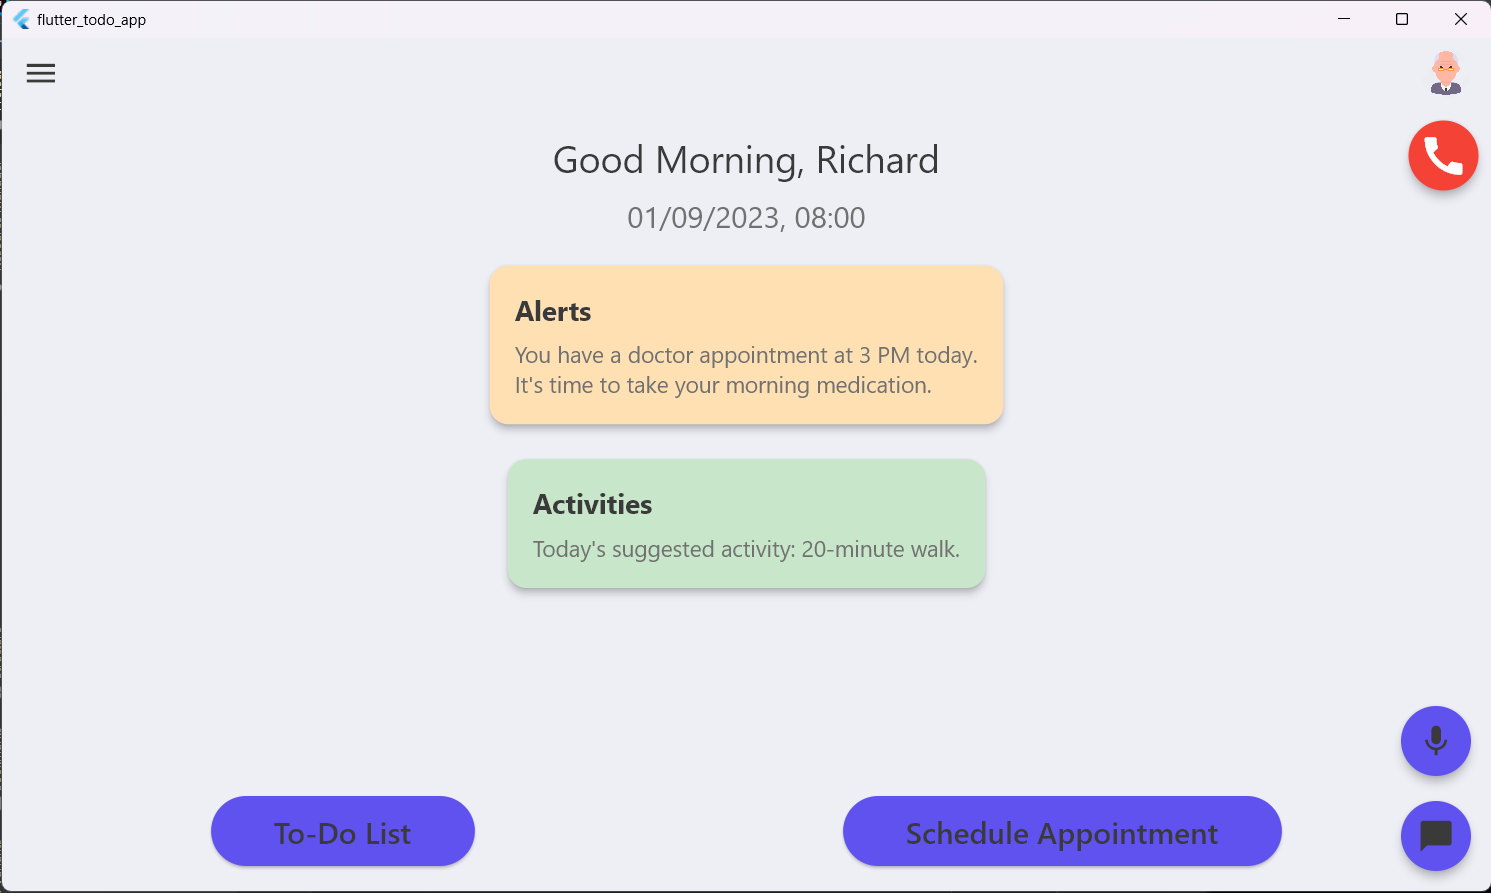 flutter_todo_app
Good Morning, Richard
01/09/2023, 08:00
Alerts
You have a doctor appointment at 3 PM today.
It's time to take your morning medication.
Activities
Today's suggested activity: 20-minute walk.
To-Do List
Schedule Appointment